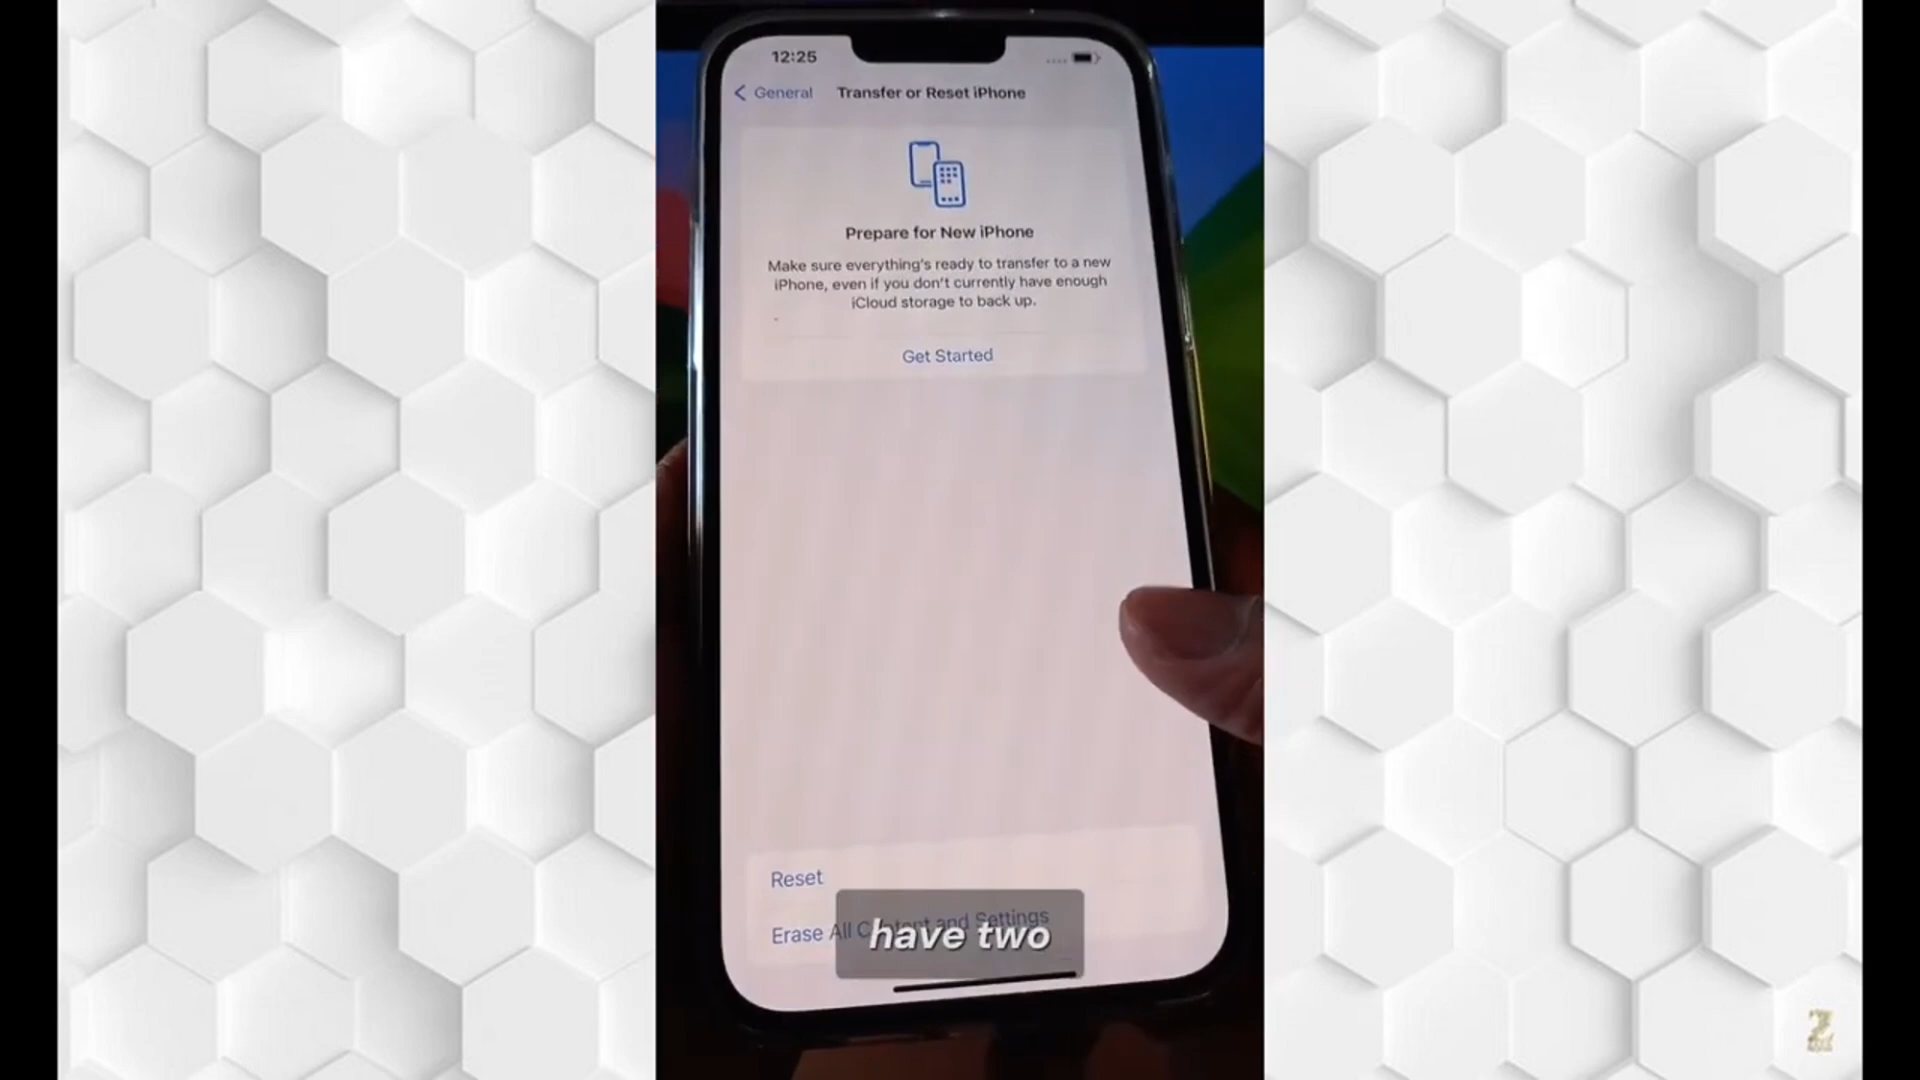 12:25
General
Transfer or Reset iPhone
Prepare for New iPhone
Make sure everything's ready to transfer to a new
iPhone, even if you don't currently have enough
iCloud storage to back up.
Get Started
Reset
Erase All Content and Settings
have two
Z